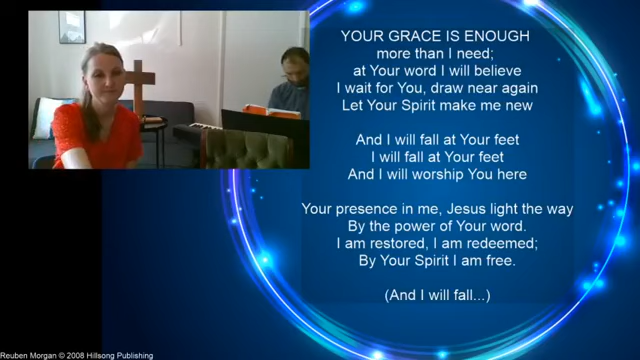 YOUR GRACE IS ENOUGH
more than I need;
at Your word I will believe
I wait for You, draw near again
Let Your Spirit make me new
And I will fall at Your feet
I will fall at Your feet
And I will worship You here
Your presence in me, Jesus light the way
By the power of Your word.
I am restored, I am redeemed;
By Your Spirit I am free.
(And I will fall...)
Reuben Morgan © 2008 Hillsong Publishing